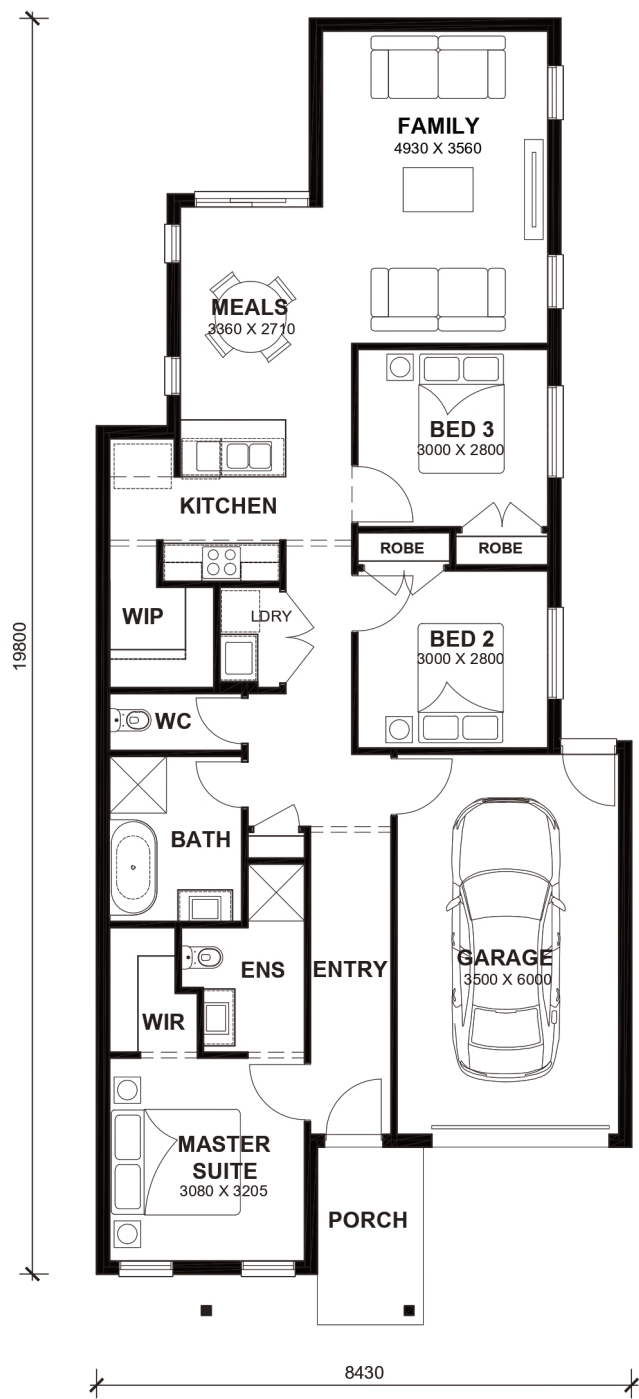 FAMILY
4930 X 3560
MEALS
3360 X 2710
BED 3
3000 X 2800
KITCHEN
ROBE
ROBE
WIP
LDRY
BED 2
3000 X 2800
19800
WC
BATH
ENS
ENTRY
GARAGE
3500 X 6000
WIR
MASTER
SUITE
3080 X 3205
PORCH
8430